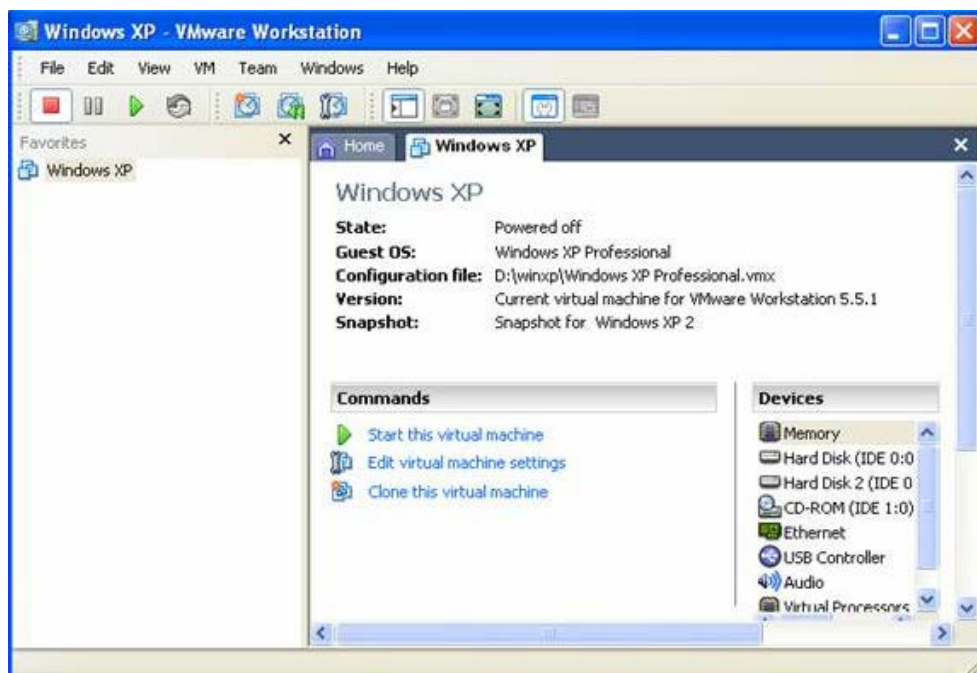 Windows XP - VMware Workstation
File Edit View VM Team Windows Help
Favorites
Windows XP
Home Windows XP
Windows XP
State: Powered off
Guest OS: Windows XP Professional
Configuration file: D:\winxp\Windows XP Professional.vmx
Version: Current virtual machine for VMware Workstation 5.5.1
Snapshot: Snapshot for Windows XP 2
Commands
Start this virtual machine
Edit virtual machine settings
Clone this virtual machine
Devices
Memory
Hard Disk (IDE 0:0
Hard Disk 2 (IDE 0
CD-ROM (IDE 1:0)
Ethernet
USB Controller
Audio
Virtual Processors